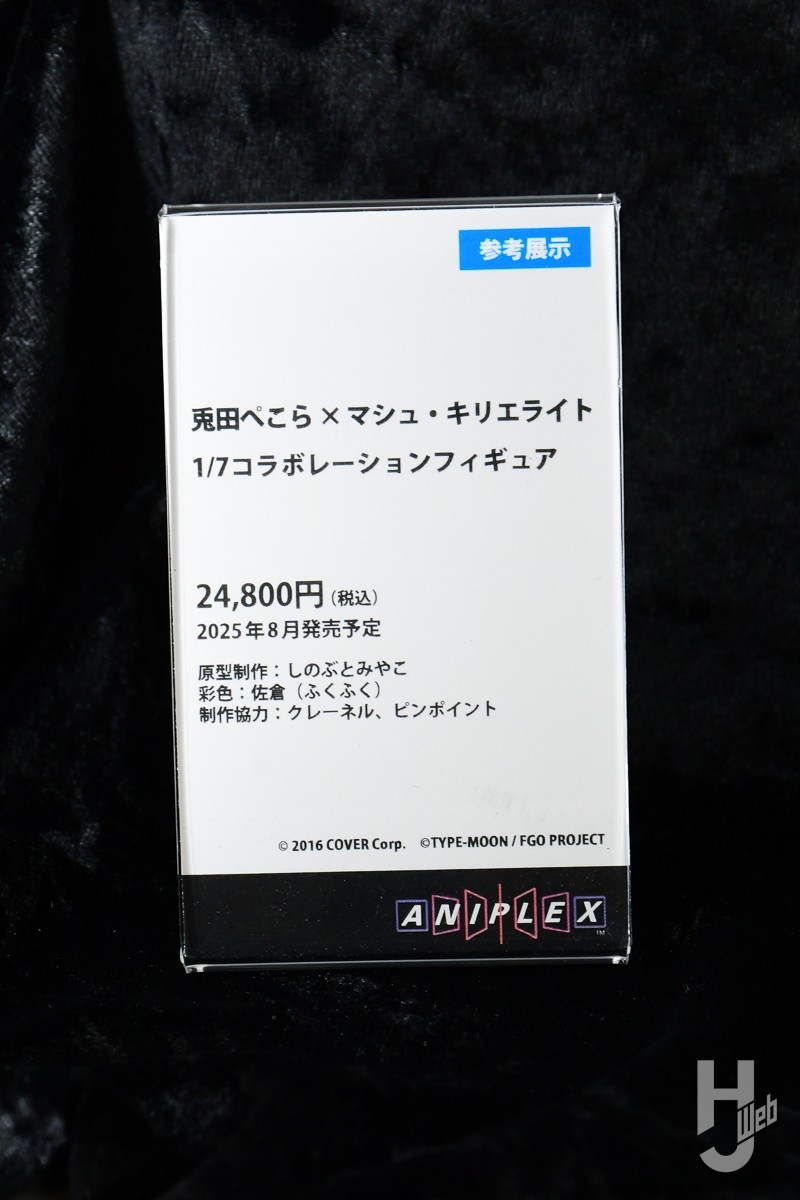 参考展示
兎田ぺこら×マシュ・キリエライト
1/7コラボレーションフィギュア
24,800円（税込）
2025年8月発売予定
原型制作：しのぶとみやこ
彩色：佐倉（ふくふく）
制作協力：クレーネル、ピンポイント
© 2016 COVER Corp. ©TYPE-MOON / FGO PROJECT
ANIPLEX
TM
HJ Web